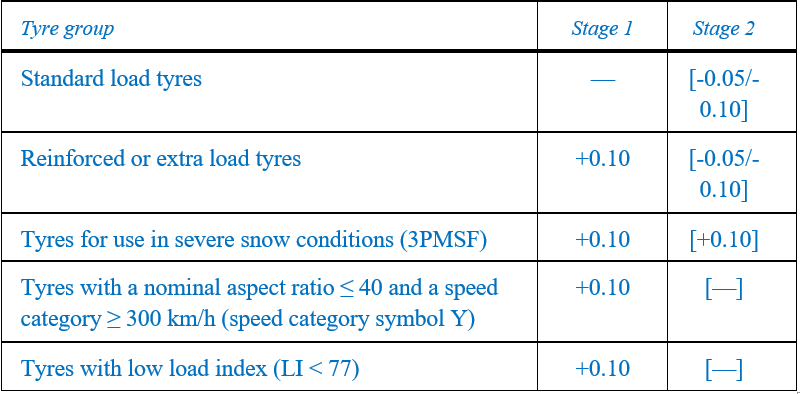 Tyre group Stage 1 Stage 2
Standard load tyres — [-0.05/-
0.10]
Reinforced or extra load tyres +0.10 [-0.05/-
0.10]
Tyres for use in severe snow conditions (3PMSF) +0.10 [+0.10]
Tyres with a nominal aspect ratio ≤ 40 and a speed +0.10 [—]
category ≥ 300 km/h (speed category symbol Y)
Tyres with low load index (LI < 77) +0.10 [—]